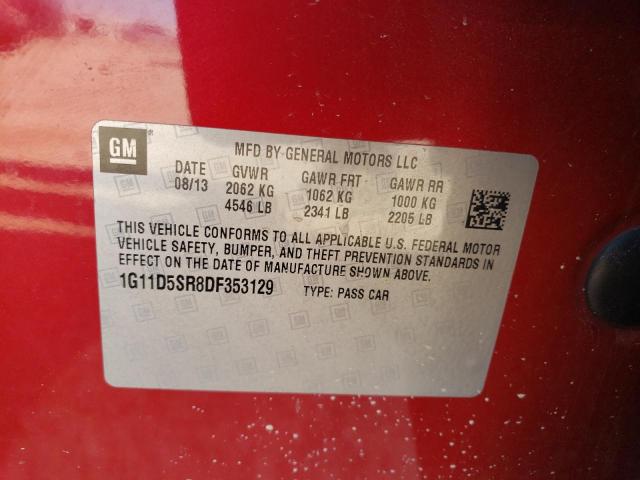 GM
MFD BY GENERAL MOTORS LLC
DATE GVWR GAWR FRT GAWR RR
08/13 2062 KG 1062 KG 1000 KG
4546 LB 2341 LB 2205 LB
THIS VEHICLE CONFORMS TO ALL APPLICABLE U.S. FEDERAL MOTOR
VEHICLE SAFETY, BUMPER, AND THEFT PREVENTION STANDARDS IN
EFFECT ON THE DATE OF MANUFACTURE SHOWN ABOVE.
1G11D5SR8DF353129 TYPE: PASS CAR